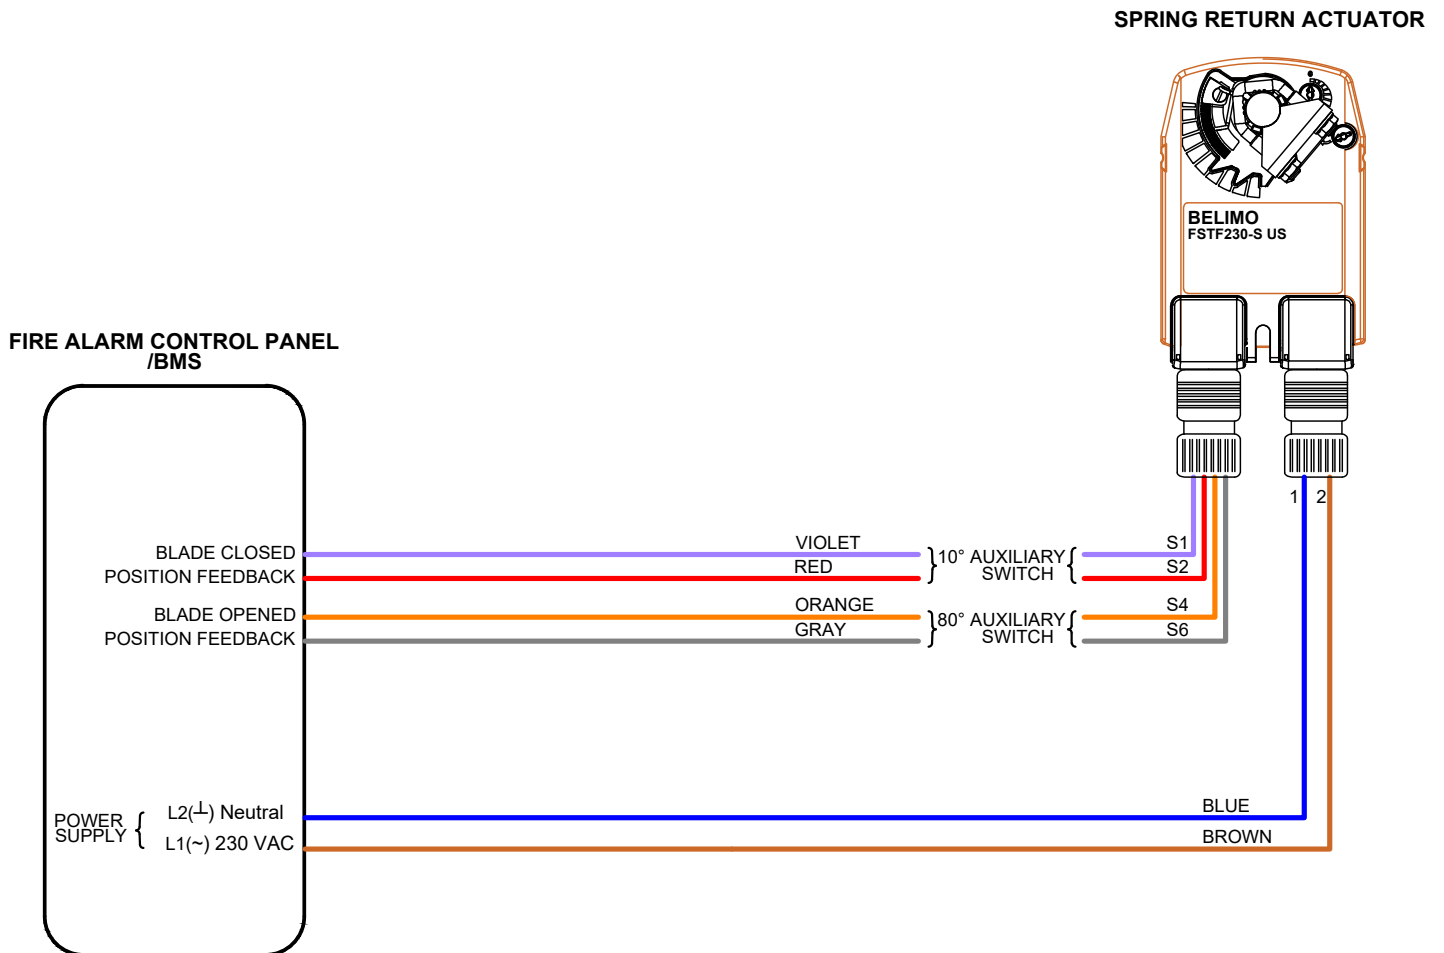 SPRING RETURN ACTUATOR
BELIMO
FSTF230-S US
FIRE ALARM CONTROL PANEL
/BMS
1 2
BLADE CLOSED
POSITION FEEDBACK
VIOLET
RED
10° AUXILIARY
SWITCH
S1
S2
BLADE OPENED
POSITION FEEDBACK
ORANGE
GRAY
80° AUXILIARY
SWITCH
S4
S6
POWER
SUPPLY
L2(┴) Neutral
L1(~) 230 VAC
BLUE
BROWN